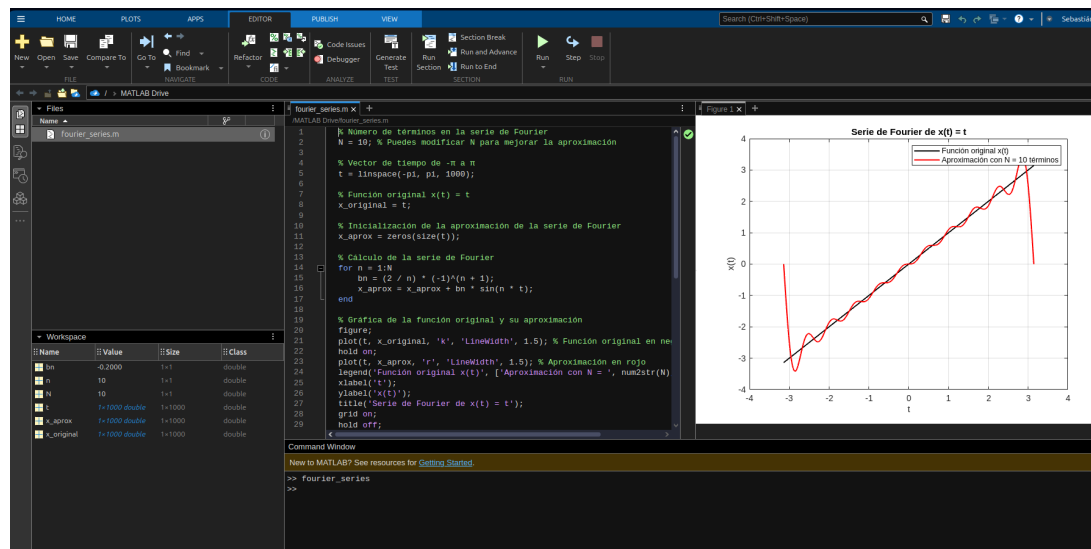 HOME PLOTS APPS EDITOR PUBLISH VIEW
Search (Ctrl+Shift+Space)
Sebastián
New Open Save Compare To Go To Find Bookmark Refactor Code Issues Debugger Generate Test Run Section Section Break Run and Advance Run to End Run Step Stop
FILE NAVIGATE CODE ANALYZE TEST SECTION RUN
/ › MATLAB Drive
Files
Name
fourier_series.m
Workspace
Name Value Size Class
bn -0.2000 1×1 double
n 10 1×1 double
N 10 1×1 double
t 1×1000 double 1×1000 double
x_aprox 1×1000 double 1×1000 double
x_original 1×1000 double 1×1000 double
fourier_series.m × +
/MATLAB Drive/fourier_series.m
1 % Número de términos en la serie de Fourier
2 N = 10; % Puedes modificar N para mejorar la aproximación
3
4 % Vector de tiempo de -π a π
5 t = linspace(-pi, pi, 1000);
6
7 % Función original x(t) = t
8 x_original = t;
9
10 % Inicialización de la aproximación de la serie de Fourier
11 x_aprox = zeros(size(t));
12
13 % Cálculo de la serie de Fourier
14 for n = 1:N
15 bn = (2 / n) * (-1)^(n + 1);
16 x_aprox = x_aprox + bn * sin(n * t);
17 end
18
19 % Gráfica de la función original y su aproximación
20 figure;
21 plot(t, x_original, 'k', 'LineWidth', 1.5); % Función original en ne
22 hold on;
23 plot(t, x_aprox, 'r', 'LineWidth', 1.5); % Aproximación en rojo
24 legend('Función original x(t)', ['Aproximación con N = ', num2str(N)
25 xlabel('t');
26 ylabel('x(t)');
27 title('Serie de Fourier de x(t) = t');
28 grid on;
29 hold off;
Figure 1 × +
Serie de Fourier de x(t) = t
Función original x(t)
Aproximación con N = 10 términos
4
3
2
1
0
-1
-2
-3
-4
x(t)
-4 -3 -2 -1 0 1 2 3 4
t
Command Window
New to MATLAB? See resources for Getting Started.
>> fourier_series
>>